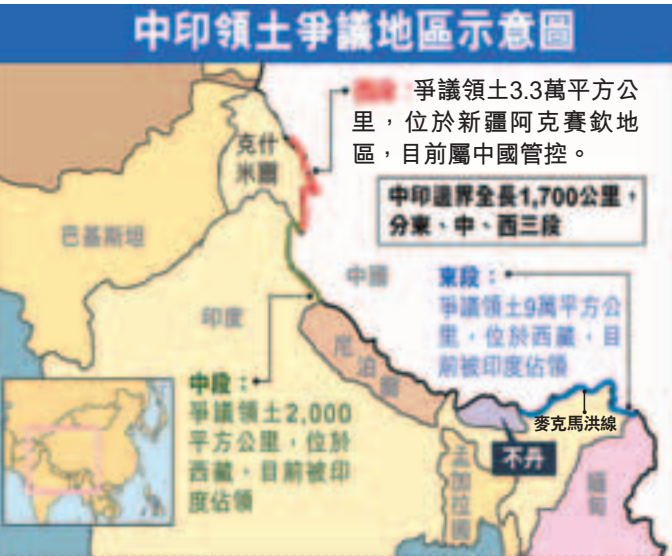 中印領土爭議地區示意圖
西段：爭議領土3.3萬平方公
里，位於新疆阿克賽欽地
區，目前屬中國管控。
中印邊界全長1,700公里，
分東、中、西三段
克什
米爾
巴基斯坦
中國
印度
東段：
爭議領土9萬平方公
里，位於西藏，目
前被印度佔領
尼泊爾
中段：
爭議領土2,000
平方公里，位於
西藏，目前被印
度佔領
麥克馬洪線
不丹
孟加拉國
緬甸